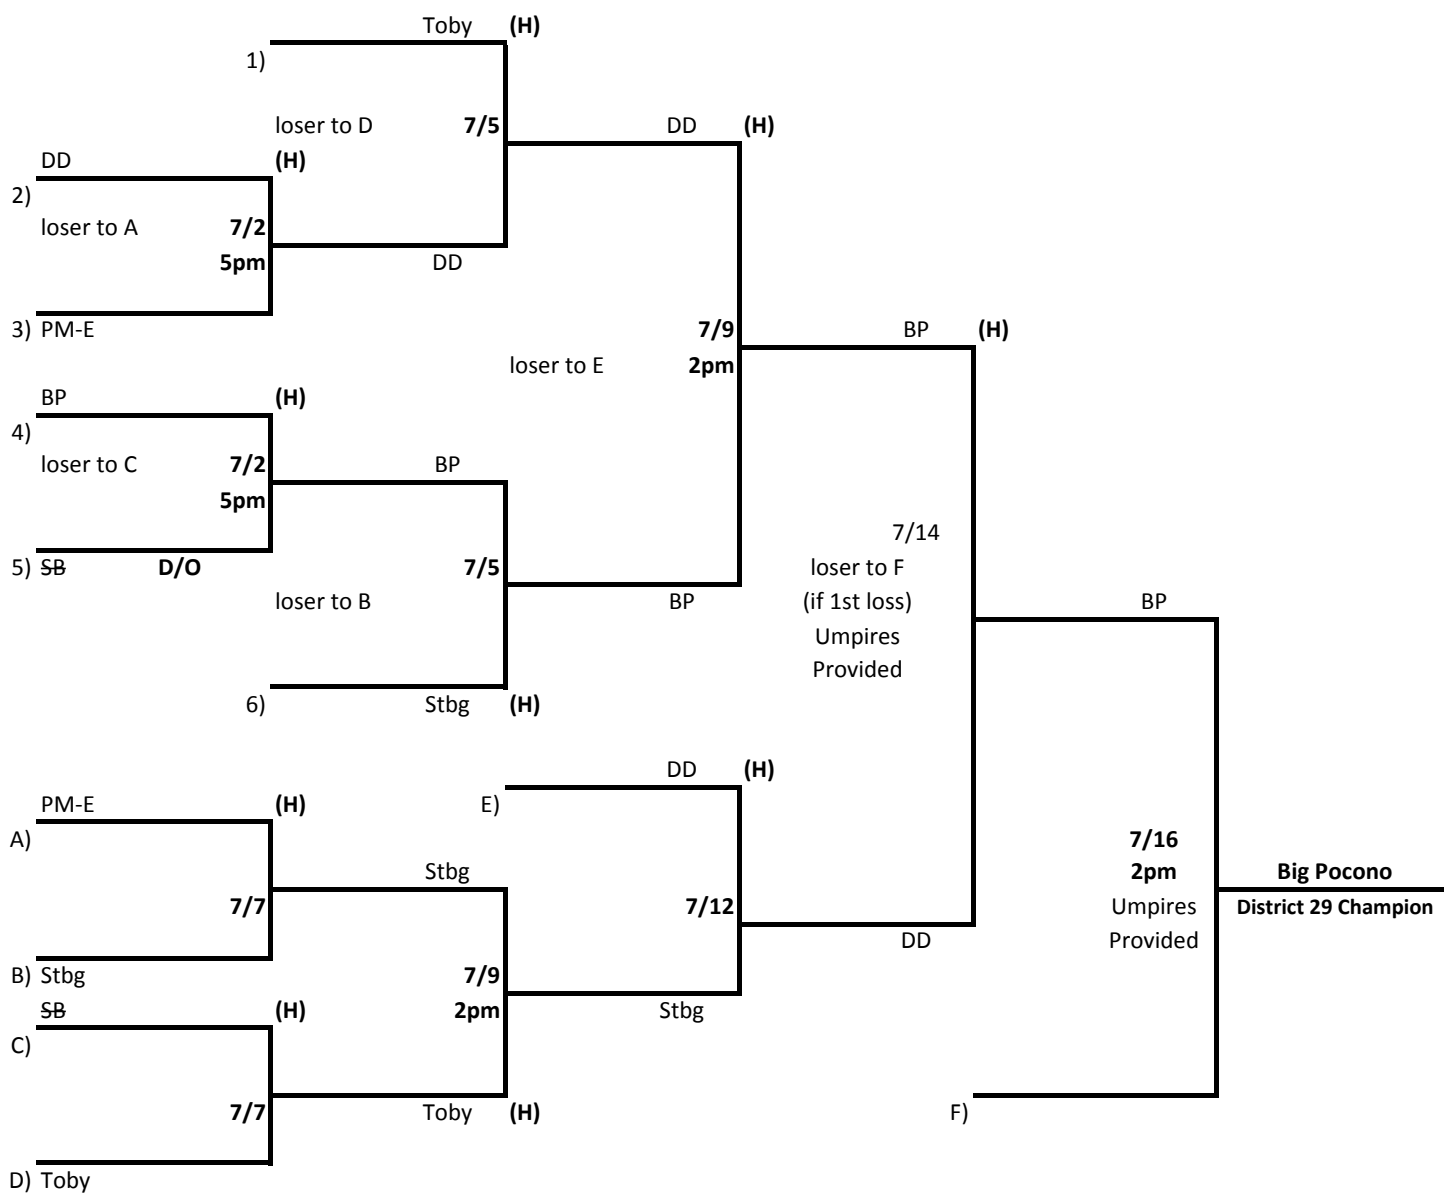 Toby (H)
1)
loser to D 7/5 DD (H)
DD (H)
2)
loser to A 7/2
5pm DD
3) PM-E 7/9 BP (H)
loser to E 2pm
BP (H)
4)
loser to C 7/2 BP
5pm
7/14
5) SB D/O 7/5 loser to F
loser to B BP (if 1st loss) BP
Umpires
Provided
6) Stbg (H)
DD (H)
PM-E (H) E)
A) 7/16
Stbg 2pm Big Pocono
7/7 7/12 Umpires District 29 Champion
DD Provided
B) Stbg 7/9
SB (H) 2pm Stbg
C)
7/7 Toby (H) F)
D) Toby